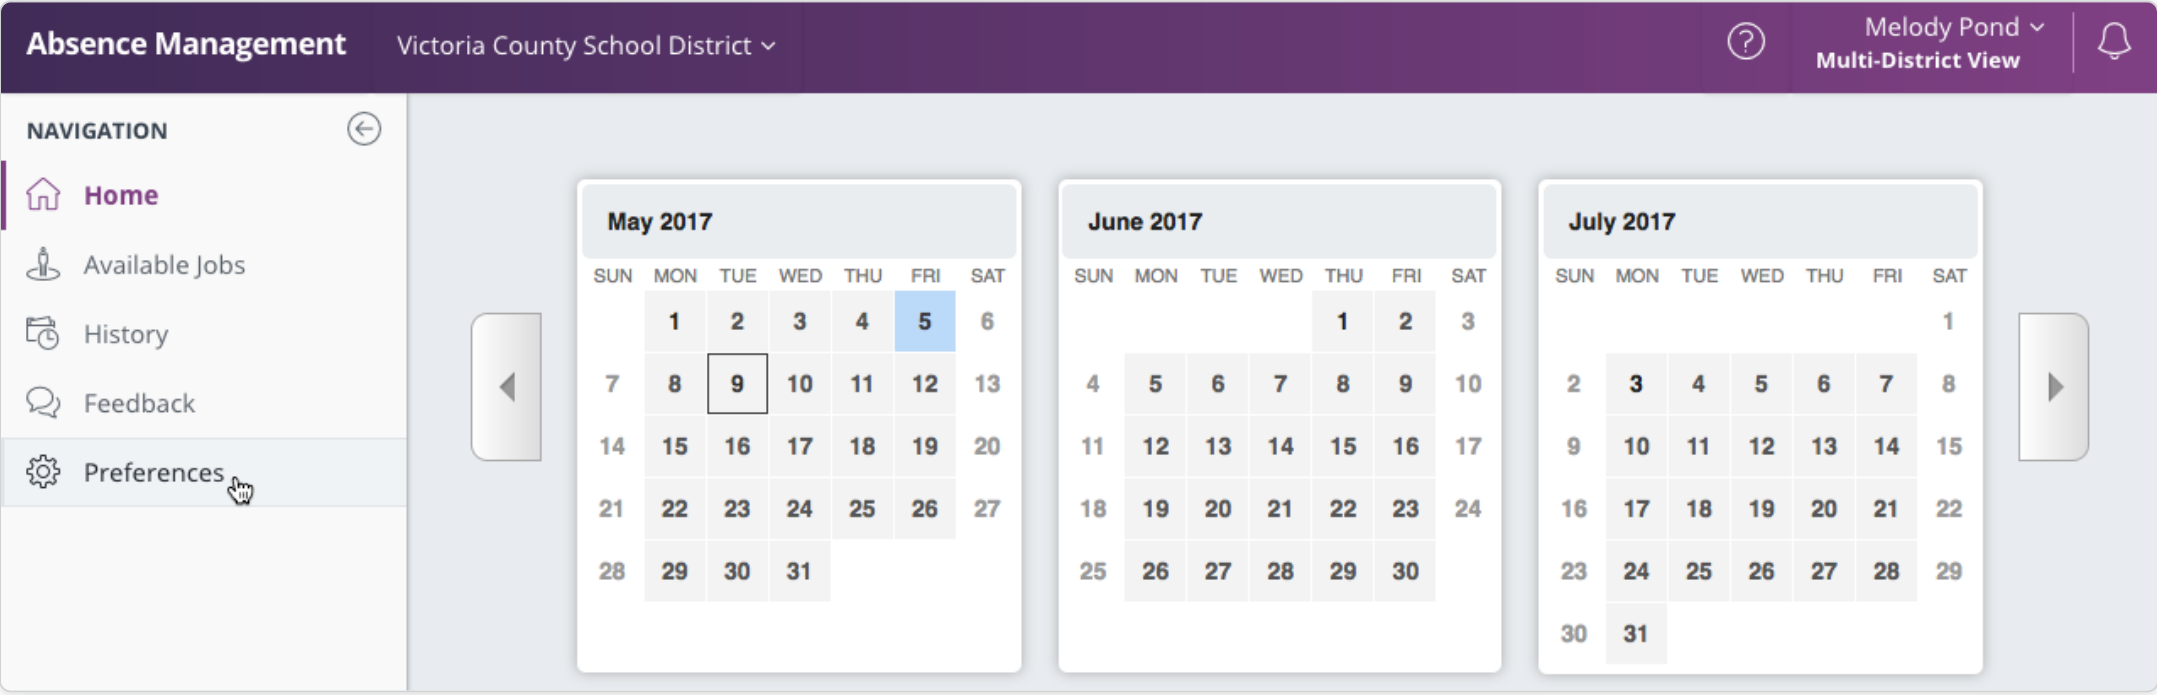 Absence Management
Victoria County School District
?
Melody Pond
Multi-District View
NAVIGATION
Home
Available Jobs
History
Feedback
Preferences
May 2017
SUN MON TUE WED THU FRI SAT
1 2 3 4 5 6
7 8 9 10 11 12 13
14 15 16 17 18 19 20
21 22 23 24 25 26 27
28 29 30 31
June 2017
SUN MON TUE WED THU FRI SAT
1 2 3
4 5 6 7 8 9 10
11 12 13 14 15 16 17
18 19 20 21 22 23 24
25 26 27 28 29 30
July 2017
SUN MON TUE WED THU FRI SAT
1
2 3 4 5 6 7 8
9 10 11 12 13 14 15
16 17 18 19 20 21 22
23 24 25 26 27 28 29
30 31